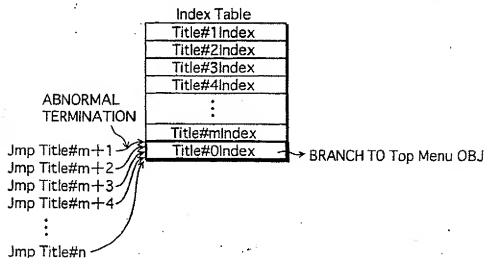 Index Table
Title#1Index
Title#2Index
Title#3Index
Title#4Index
⋮
Title#mIndex
Title#0Index
ABNORMAL
TERMINATION
Jmp Title#m+1
Jmp Title#m+2
Jmp Title#m+3
Jmp Title#m+4
⋮
Jmp Title#n
BRANCH TO Top Menu OBJ